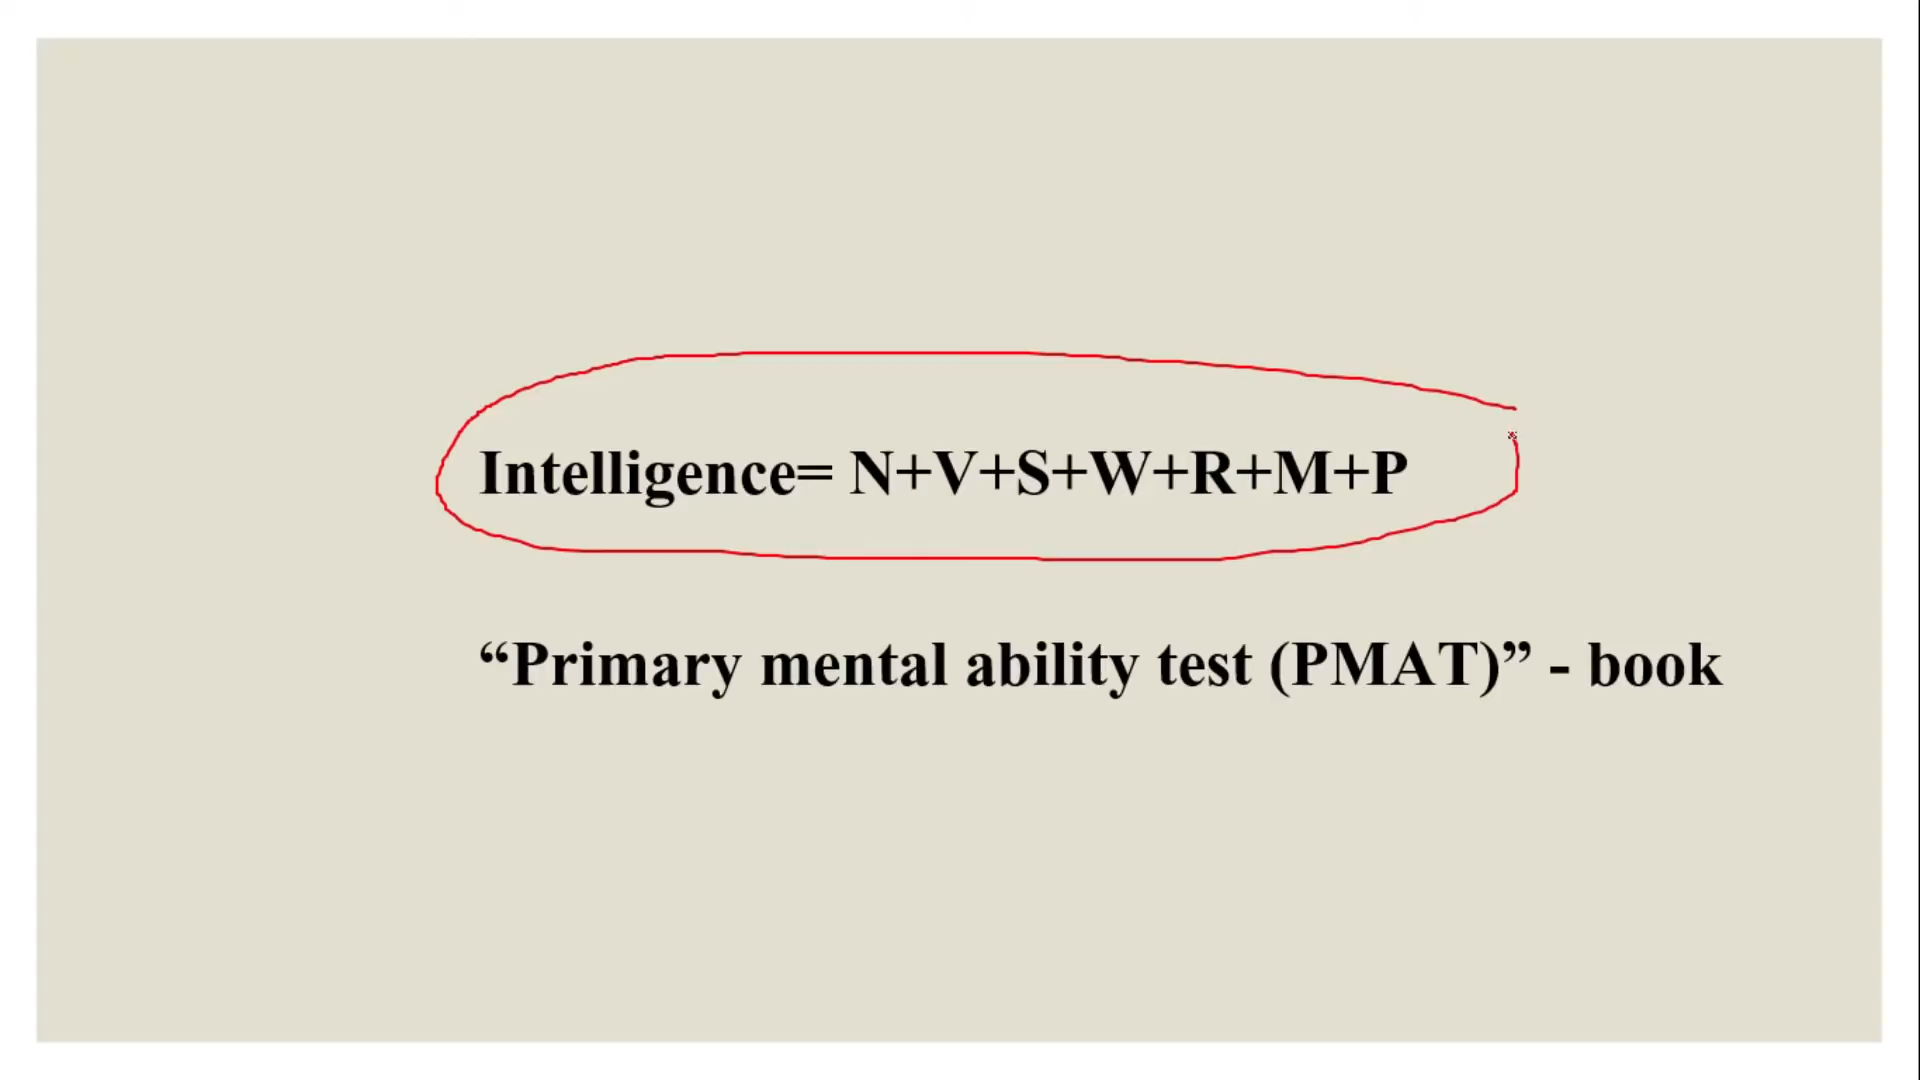 Intelligence= N+V+S+W+R+M+P
“Primary mental ability test (PMAT)” - book